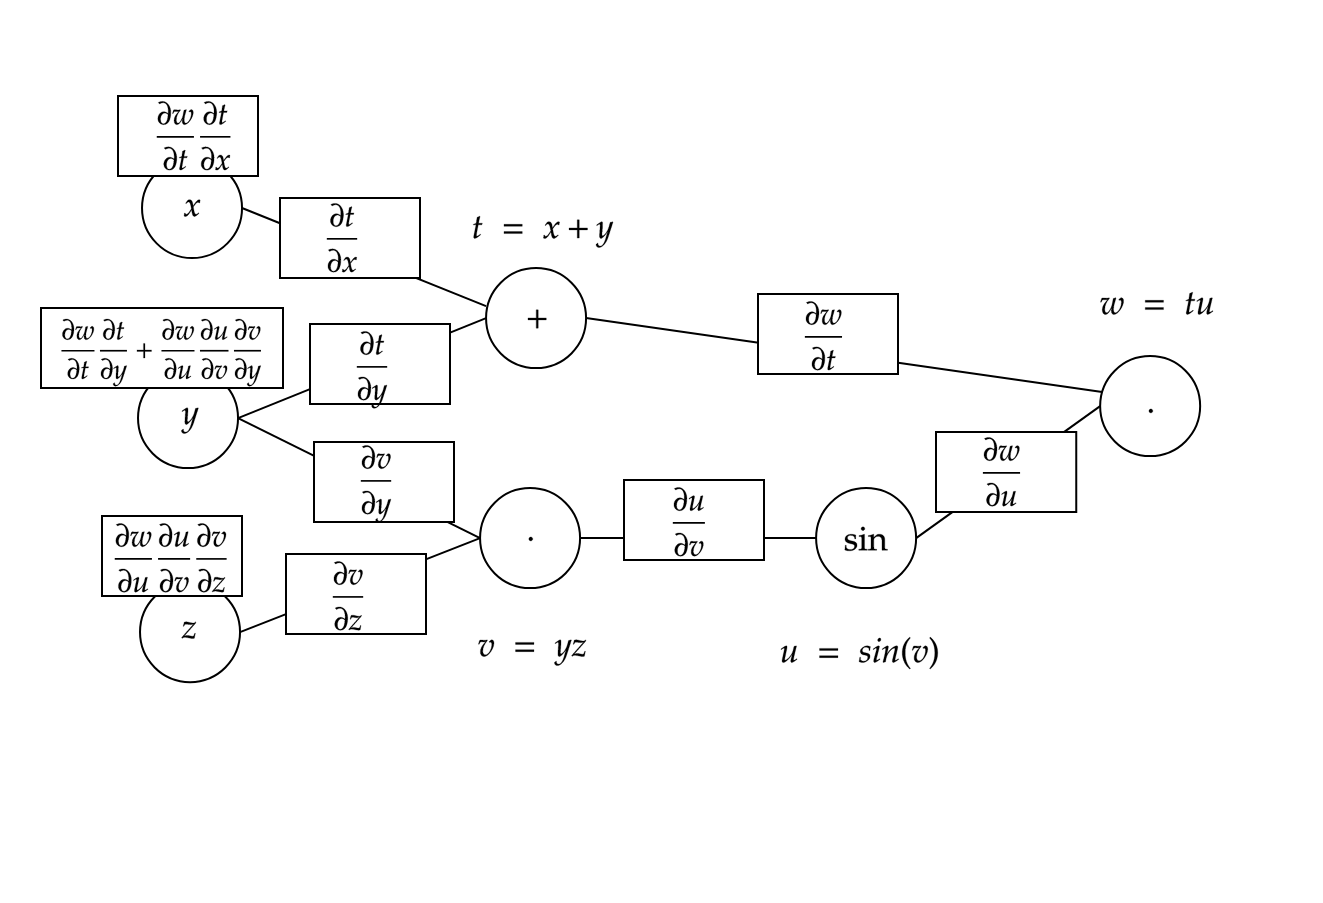 ∂w/∂t ∂t/∂x
x
∂t/∂x
t = x + y
+
∂w/∂t
w = tu
∂w/∂t ∂t/∂y + ∂w/∂u ∂u/∂v ∂v/∂y
∂t/∂y
y
.
∂v/∂y
∂w/∂u
∂w/∂u ∂u/∂v ∂v/∂z
∂u/∂v
·
sin
∂v/∂z
z
v = yz
u = sin(v)